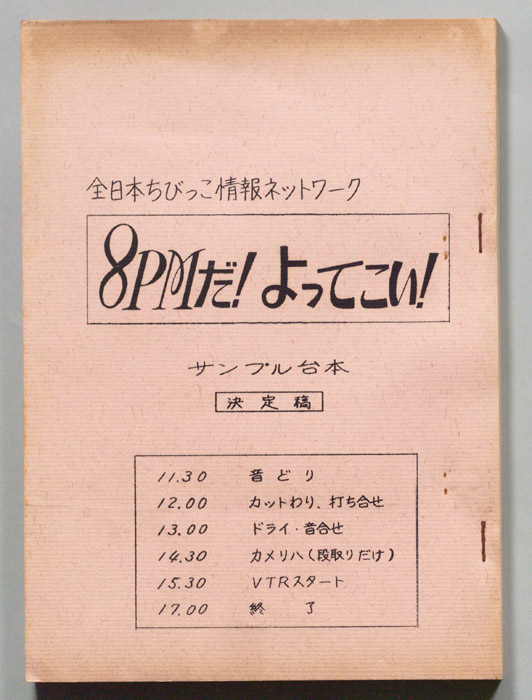 全日本ちびっこ情報ネットワーク
8PMだ！よってこい！
サンプル台本
決定稿
11.30 音どり
12.00 カットわり、打ち合せ
13.00 ドライ・音合せ
14.30 カメリハ(段取りだけ)
15.30 VTRスタート
17.00 終了